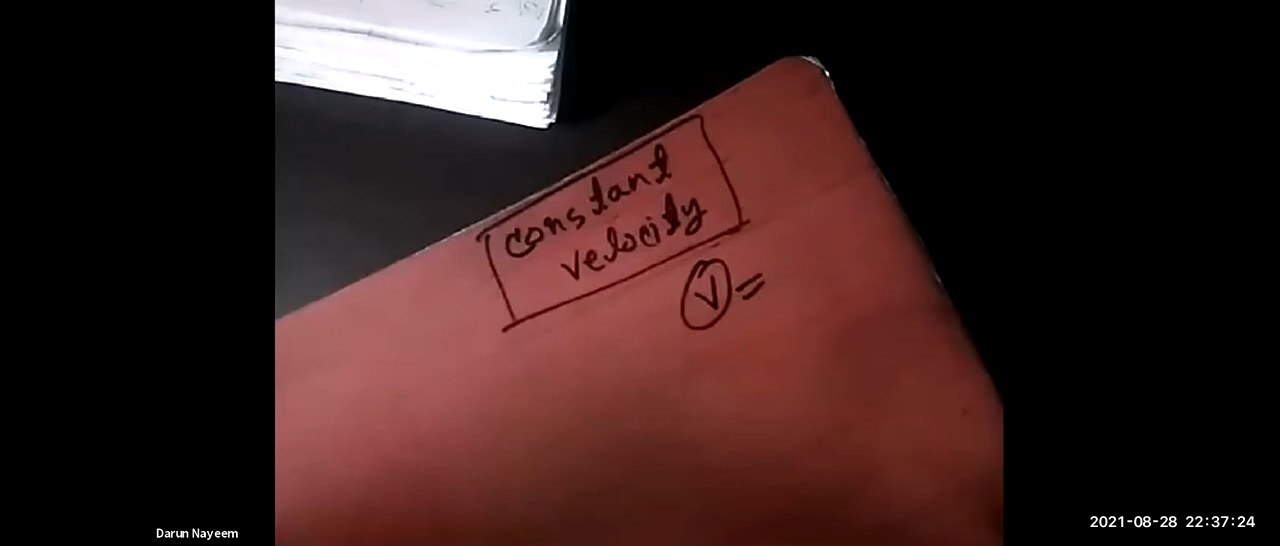 constant
velocity
V =
Darun Nayeem
2021-08-28 22:37:24